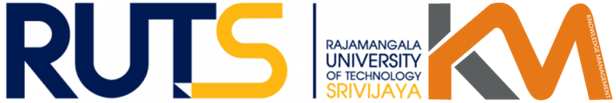 RUTS
RAJAMANGALA
UNIVERSITY
OF TECHNOLOGY
SRIVIJAYA
KM
KNOWLEDGE MANAGEMENT